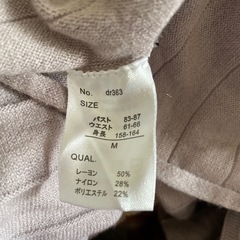 No. dr363
SIZE
バスト 83-87
ウエスト 61-66
身長 158-164
M
QUAL.
レーヨン 50%
ナイロン 28%
ポリエステル 22%